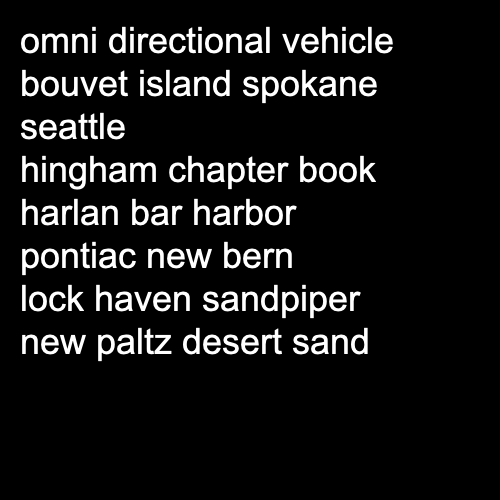 omni directional vehicle
bouvet island spokane
seattle
hingham chapter book
harlan bar harbor
pontiac new bern
lock haven sandpiper
new paltz desert sand